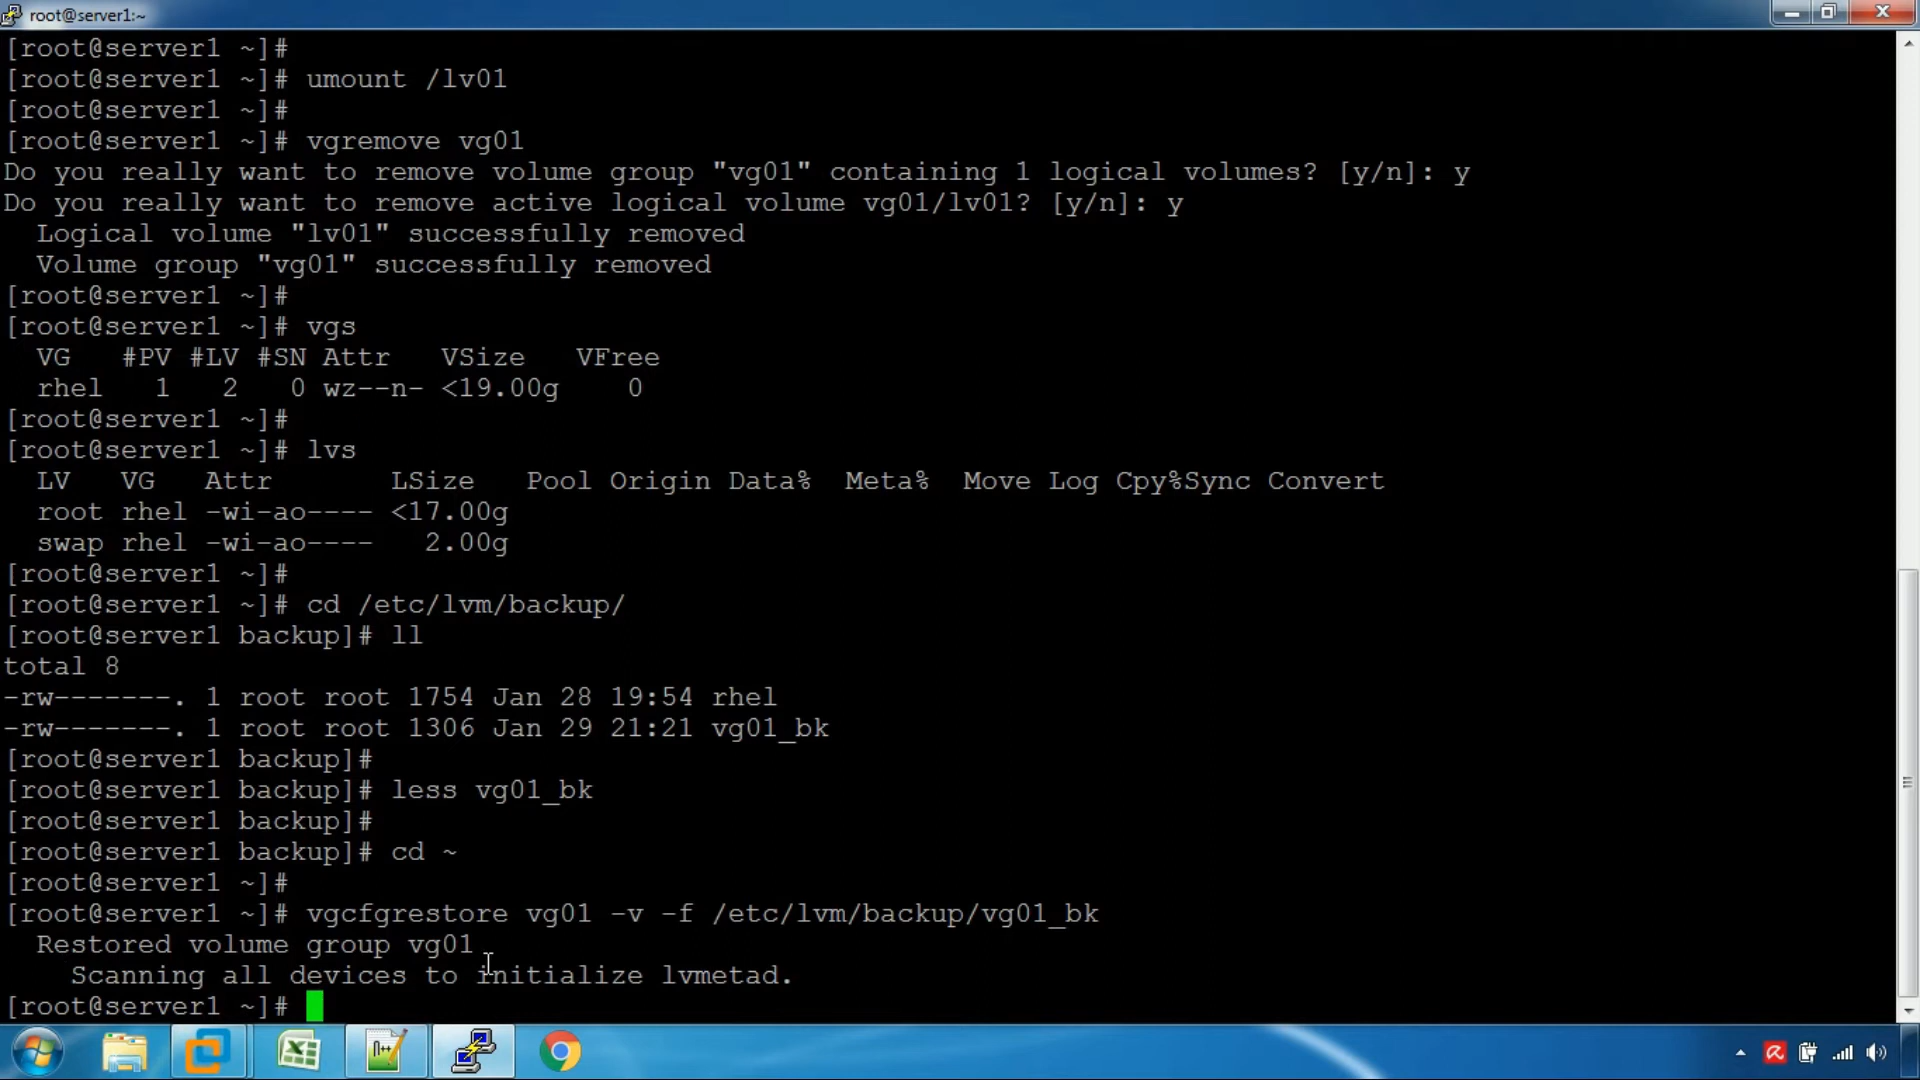 root@server1:~
[root@server1 ~]#
[root@server1 ~]# umount /lv01
[root@server1 ~]#
[root@server1 ~]# vgremove vg01
Do you really want to remove volume group "vg01" containing 1 logical volumes? [y/n]: y
Do you really want to remove active logical volume vg01/lv01? [y/n]: y
  Logical volume "lv01" successfully removed
  Volume group "vg01" successfully removed
[root@server1 ~]#
[root@server1 ~]# vgs
  VG   #PV #LV #SN Attr   VSize   VFree
  rhel   1   2   0 wz--n- <19.00g    0
[root@server1 ~]#
[root@server1 ~]# lvs
  LV   VG   Attr       LSize   Pool Origin Data%  Meta%  Move Log Cpy%Sync Convert
  root rhel -wi-ao---- <17.00g
  swap rhel -wi-ao----   2.00g
[root@server1 ~]#
[root@server1 ~]# cd /etc/lvm/backup/
[root@server1 backup]# ll
total 8
-rw-------. 1 root root 1754 Jan 28 19:54 rhel
-rw-------. 1 root root 1306 Jan 29 21:21 vg01_bk
[root@server1 backup]#
[root@server1 backup]# less vg01_bk
[root@server1 backup]#
[root@server1 backup]# cd ~
[root@server1 ~]#
[root@server1 ~]# vgcfgrestore vg01 -v -f /etc/lvm/backup/vg01_bk
  Restored volume group vg01
    Scanning all devices to initialize lvmetad.
[root@server1 ~]#